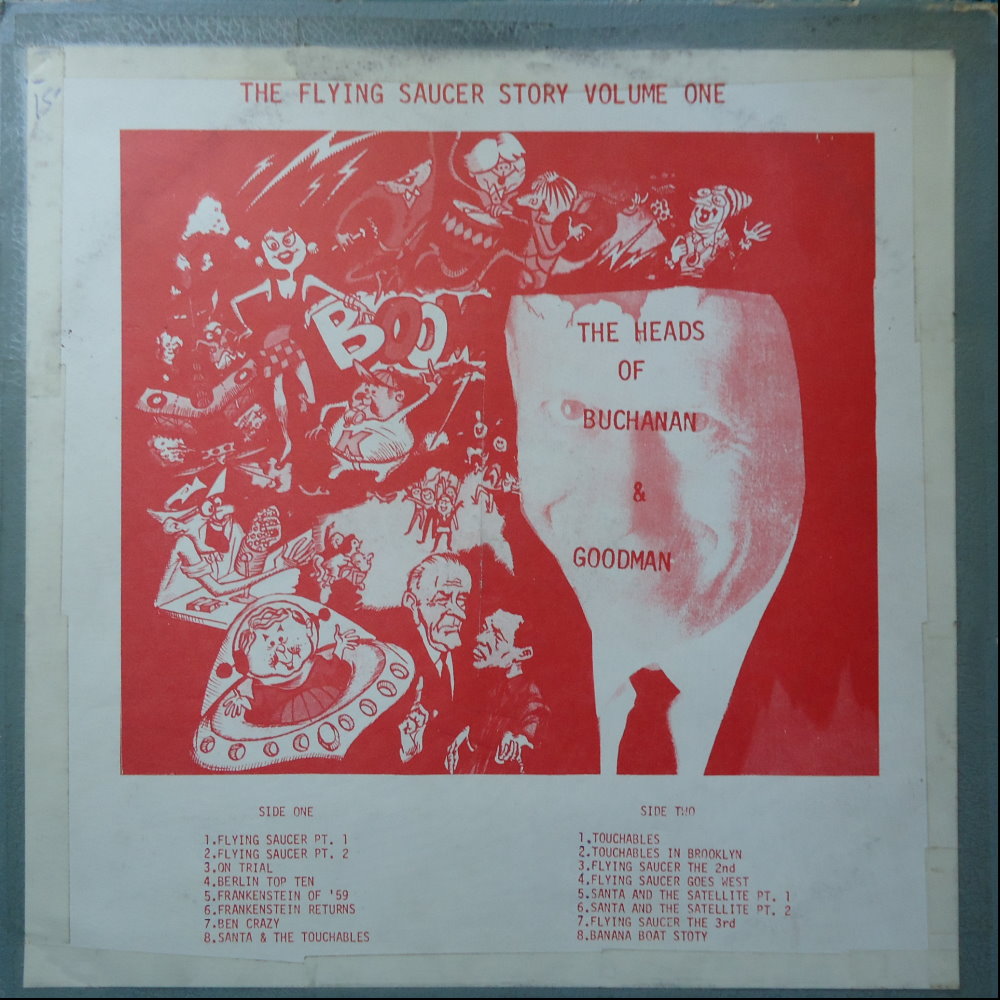 THE FLYING SAUCER STORY VOLUME ONE
BOO
K
THE HEADS
OF
BUCHANAN
&
GOODMAN
SIDE ONE
1.FLYING SAUCER PT. 1
2.FLYING SAUCER PT. 2
3.ON TRIAL
4.BERLIN TOP TEN
5.FRANKENSTEIN OF '59
6.FRANKENSTEIN RETURNS
7.BEN CRAZY
8.SANTA & THE TOUCHABLES
SIDE TWO
1.TOUCHABLES
2.TOUCHABLES IN BROOKLYN
3.FLYING SAUCER THE 2nd
4.FLYING SAUCER GOES WEST
5.SANTA AND THE SATELLITE PT. 1
6.SANTA AND THE SATELLITE PT. 2
7.FLYING SAUCER THE 3rd
8.BANANA BOAT STOTY